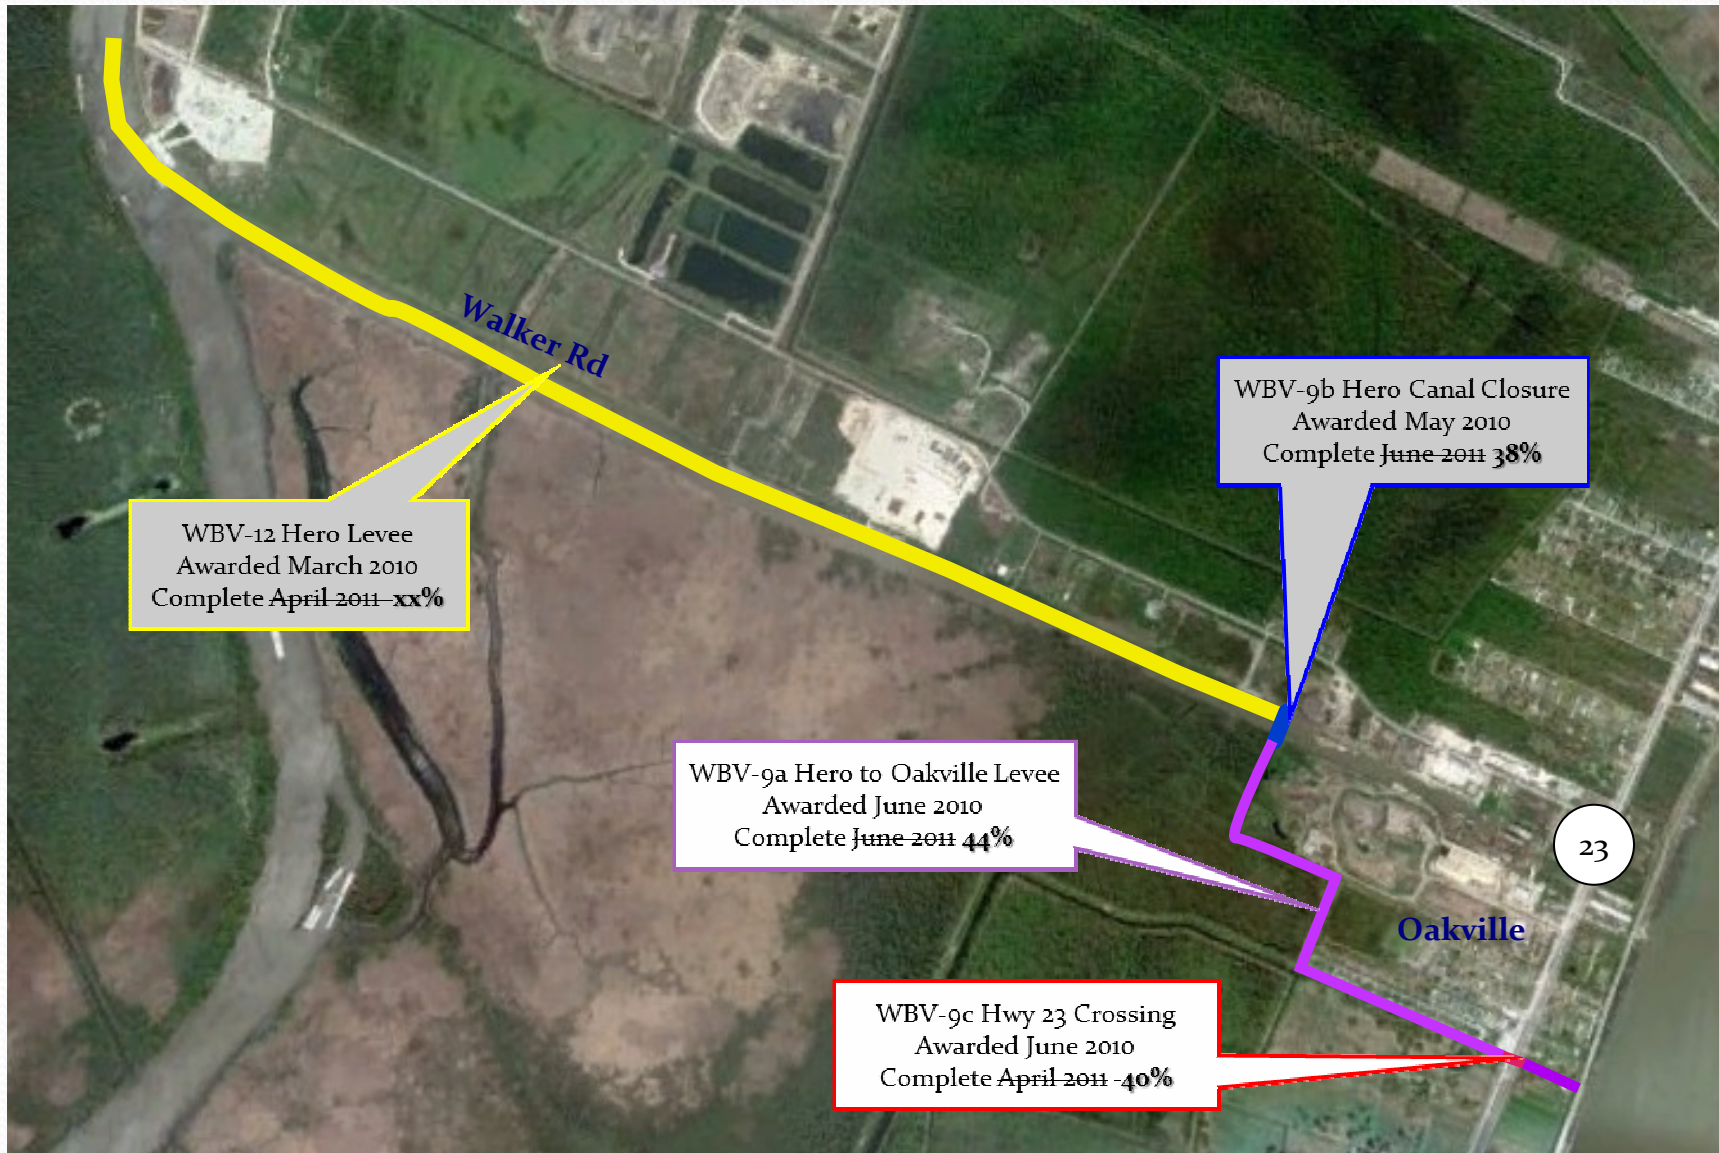 Walker Rd
WBV-9b Hero Canal Closure
Awarded May 2010
Complete June 2011 38%
WBV-12 Hero Levee
Awarded March 2010
Complete April 2011 xx%
WBV-9a Hero to Oakville Levee
Awarded June 2010
Complete June 2011 44%
23
Oakville
WBV-9c Hwy 23 Crossing
Awarded June 2010
Complete April 2011 -40%